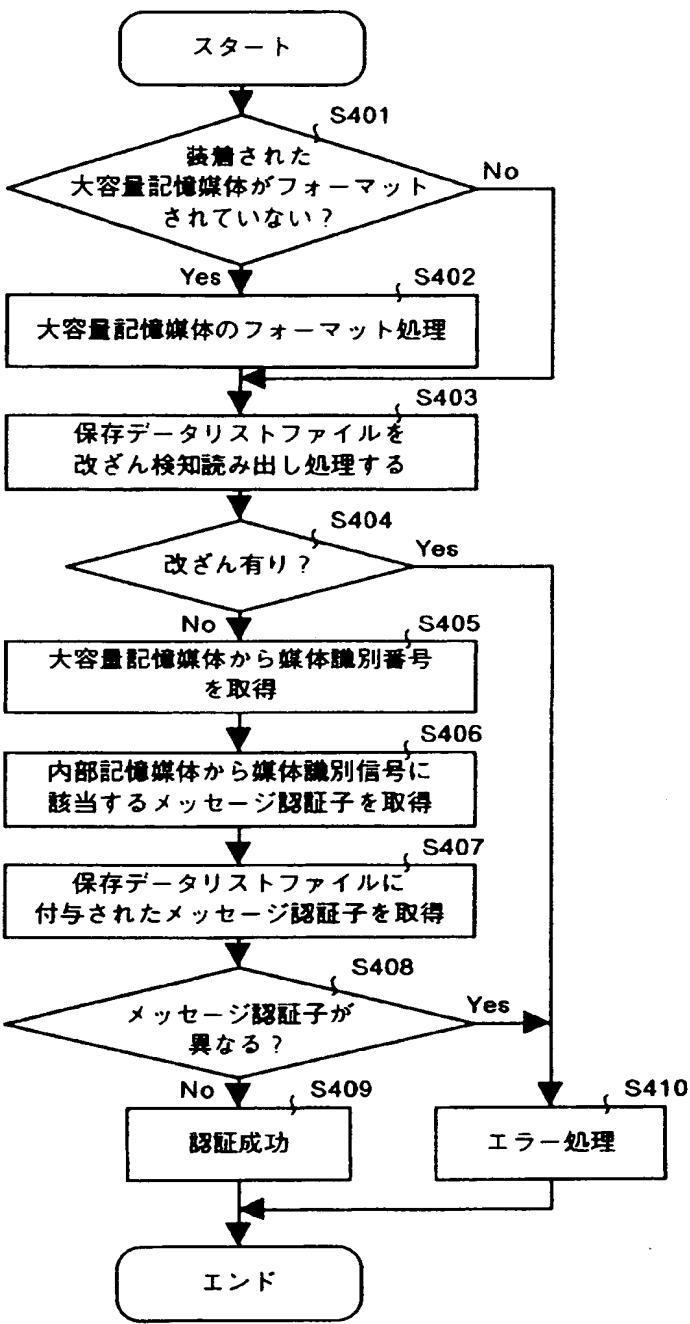 スタート
S401
装着された
大容量記憶媒体がフォーマット
されていない?
No
Yes
S402
大容量記憶媒体のフォーマット処理
S403
保存データリストファイルを
改ざん検知読み出し処理する
S404
改ざん有り?
Yes
No
S405
大容量記憶媒体から媒体識別番号
を取得
S406
内部記憶媒体から媒体識別信号に
該当するメッセージ認証子を取得
S407
保存データリストファイルに
付与されたメッセージ認証子を取得
S408
メッセージ認証子が
異なる?
Yes
No
S409
認証成功
S410
エラー処理
エンド